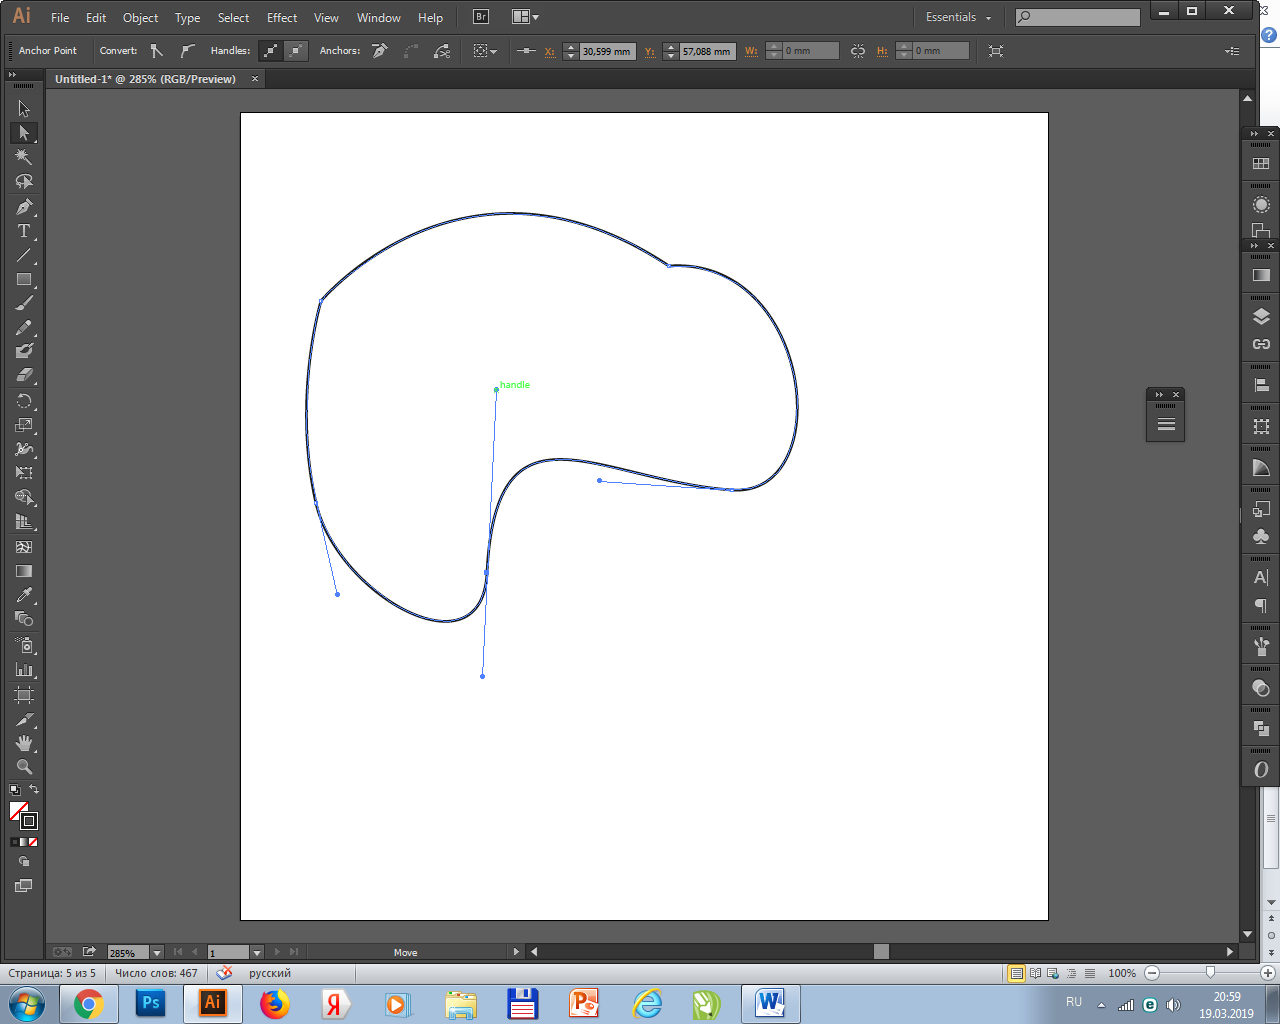 Ai File Edit Object Type Select Effect View Window Help Br Essentials
Anchor Point Convert: Handles: Anchors: X: 30,599 mm Y: 57,088 mm W: 0 mm H: 0 mm
Untitled-1* @ 285% (RGB/Preview) ×
handle
285% 1 Move
Страница: 5 из 5 Число слов: 467 русский 100%
Ps Ai Я W RU 20:59
19.03.2019